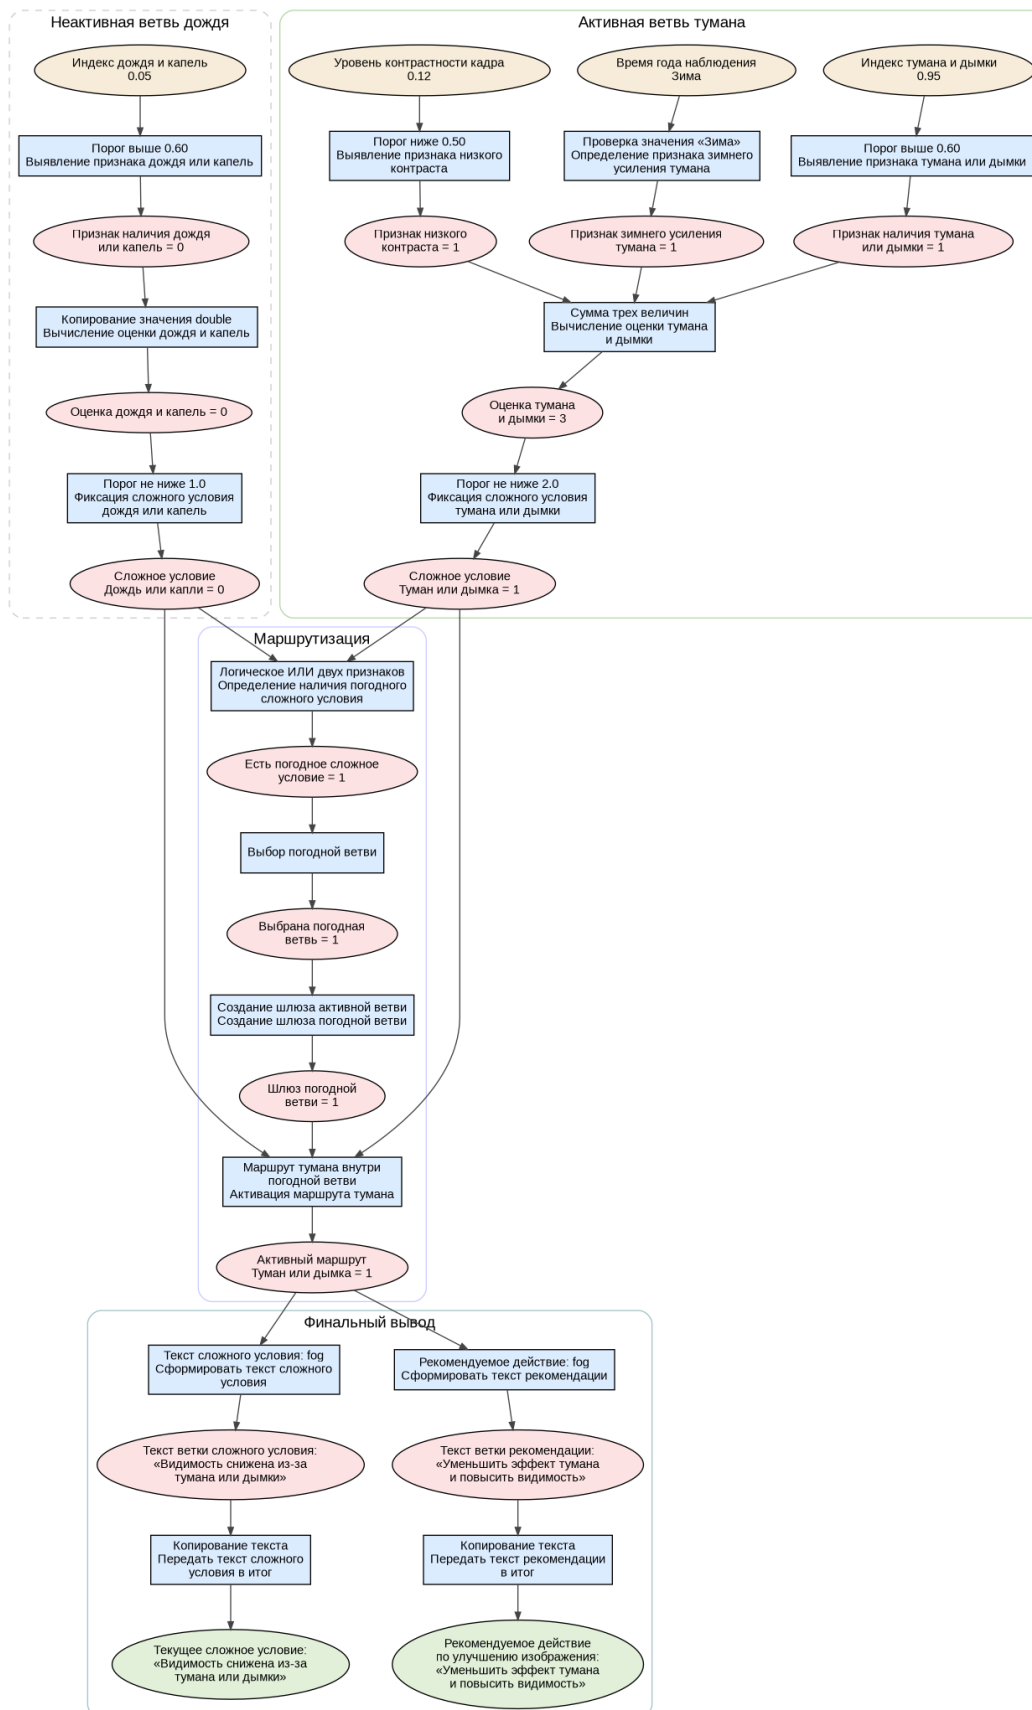 Неактивная ветвь дождя
Активная ветвь тумана
Индекс дождя и капель
0.05
Уровень контрастности кадра
0.12
Время года наблюдения
Зима
Индекс тумана и дымки
0.95
Порог выше 0.60
Выявление признака дождя или капель
Порог ниже 0.50
Выявление признака низкого
контраста
Проверка значения «Зима»
Определение признака зимнего
усиления тумана
Порог выше 0.60
Выявление признака тумана или дымки
Признак наличия дождя
или капель = 0
Признак низкого
контраста = 1
Признак зимнего усиления
тумана = 1
Признак наличия тумана
или дымки = 1
Копирование значения double
Вычисление оценки дождя и капель
Сумма трех величин
Вычисление оценки тумана
и дымки
Оценка дождя и капель = 0
Оценка тумана
и дымки = 3
Порог не ниже 1.0
Фиксация сложного условия
дождя или капель
Порог не ниже 2.0
Фиксация сложного условия
тумана или дымки
Сложное условие
Дождь или капли = 0
Сложное условие
Туман или дымка = 1
Маршрутизация
Логическое ИЛИ двух признаков
Определение наличия погодного
сложного условия
Есть погодное сложное
условие = 1
Выбор погодной ветви
Выбрана погодная
ветвь = 1
Создание шлюза активной ветви
Создание шлюза погодной ветви
Шлюз погодной
ветви = 1
Маршрут тумана внутри
погодной ветви
Активация маршрута тумана
Активный маршрут
Туман или дымка = 1
Финальный вывод
Текст сложного условия: fog
Сформировать текст сложного
условия
Рекомендуемое действие: fog
Сформировать текст рекомендации
Текст ветки сложного условия:
«Видимость снижена из-за
тумана или дымки»
Текст ветки рекомендации:
«Уменьшить эффект тумана
и повысить видимость»
Копирование текста
Передать текст сложного
условия в итог
Копирование текста
Передать текст рекомендации
в итог
Текущее сложное условие:
«Видимость снижена из-за
тумана или дымки»
Рекомендуемое действие
по улучшению изображения:
«Уменьшить эффект тумана
и повысить видимость»